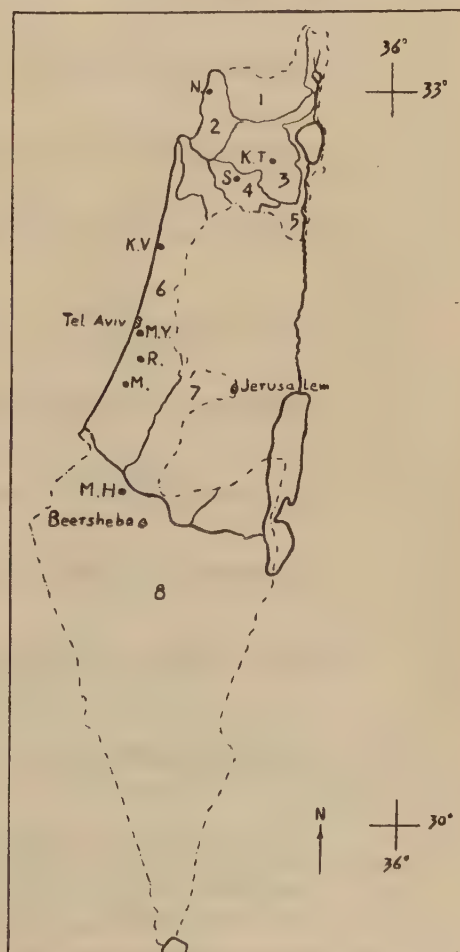 36°
33°
N.
1
2
K.T
3
S
4
5
K.V
6
Tel Aviv
M.Y.
R.
M.
7
Jerusalem
M.H
Beersheba
8
N
30°
36°